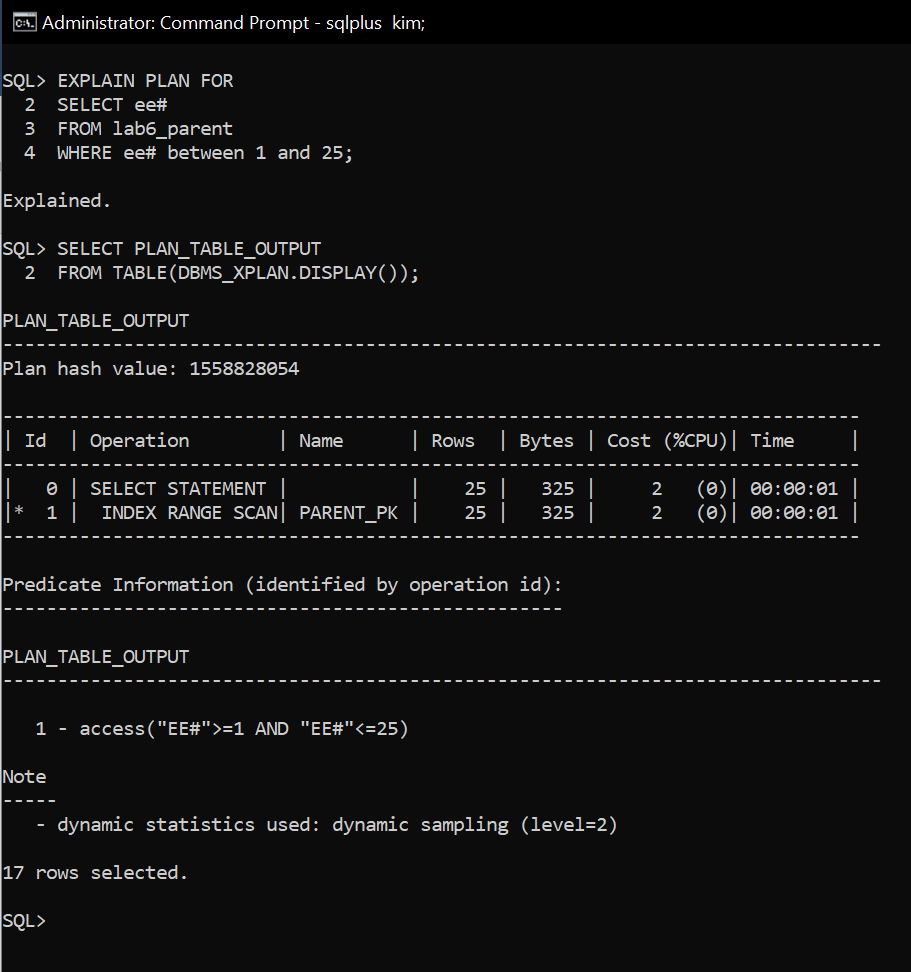 Administrator: Command Prompt - sqlplus  kim;
SQL> EXPLAIN PLAN FOR
  2  SELECT ee#
  3  FROM lab6_parent
  4  WHERE ee# between 1 and 25;
Explained.
SQL> SELECT PLAN_TABLE_OUTPUT
  2  FROM TABLE(DBMS_XPLAN.DISPLAY());
PLAN_TABLE_OUTPUT
--------------------------------------------------------------------------------
Plan hash value: 1558828054
------------------------------------------------------------------------------
| Id  | Operation        | Name      | Rows  | Bytes | Cost (%CPU)| Time     |
------------------------------------------------------------------------------
|   0 | SELECT STATEMENT |           |    25 |   325 |     2   (0)| 00:00:01 |
|*  1 |  INDEX RANGE SCAN| PARENT_PK |    25 |   325 |     2   (0)| 00:00:01 |
------------------------------------------------------------------------------
Predicate Information (identified by operation id):
---------------------------------------------------
PLAN_TABLE_OUTPUT
--------------------------------------------------------------------------------
   1 - access("EE#">=1 AND "EE#"<=25)
Note
-----
   - dynamic statistics used: dynamic sampling (level=2)
17 rows selected.
SQL>